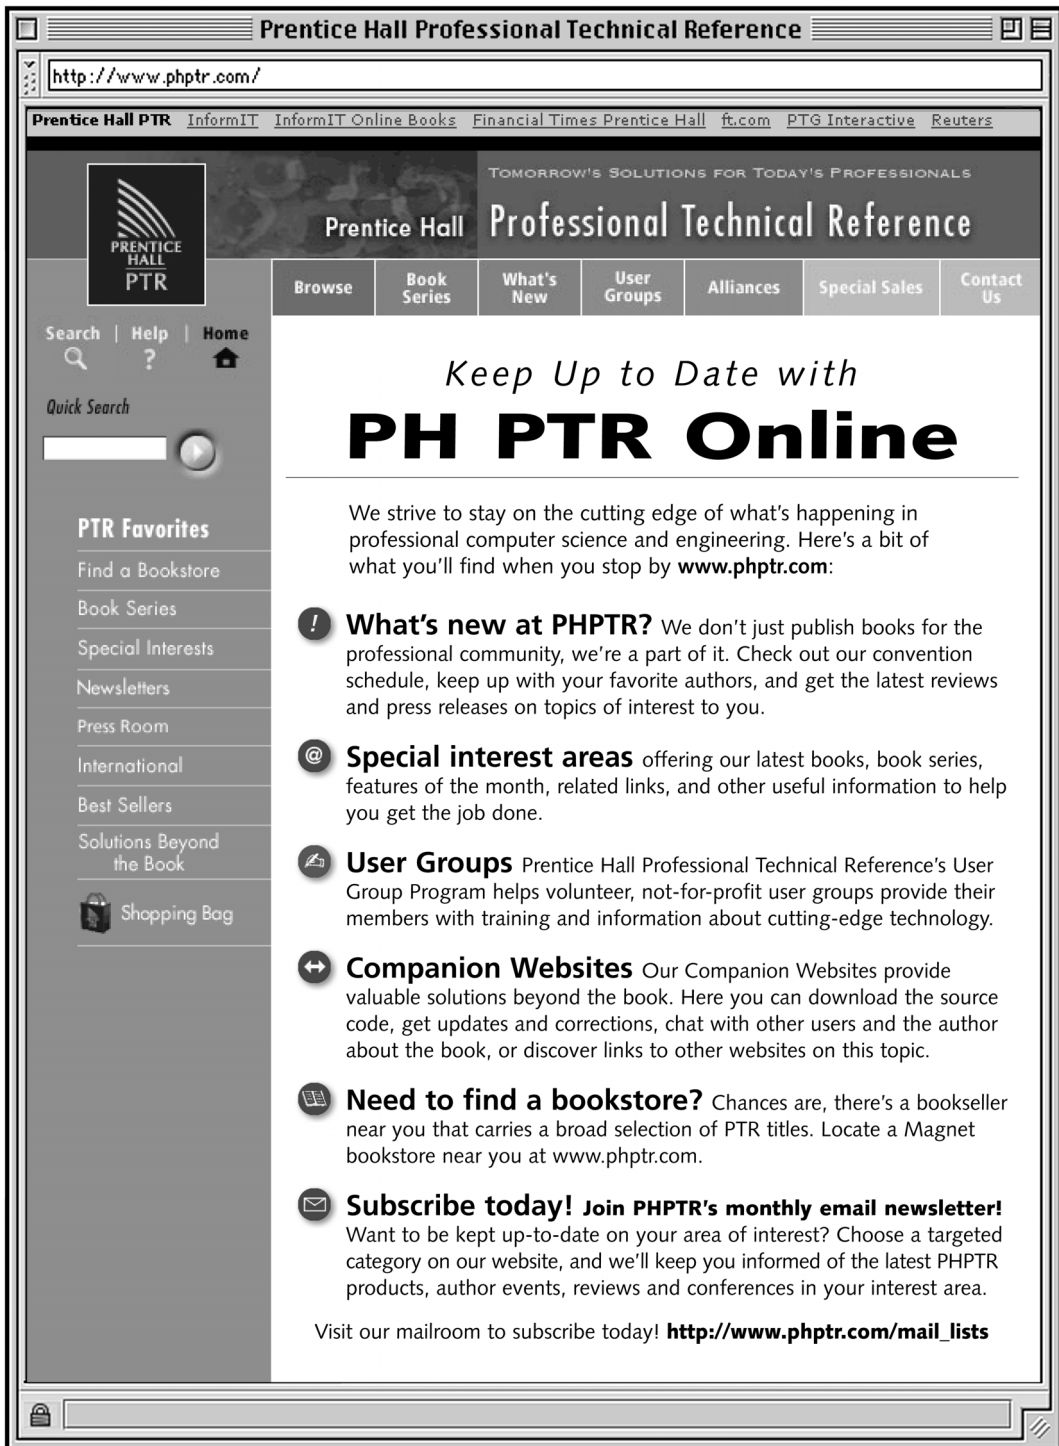 Prentice Hall Professional Technical Reference
http://www.phptr.com/
Prentice Hall PTR InformIT InformIT Online Books Financial Times Prentice Hall ft.com PTG Interactive Reuters
TOMORROW'S SOLUTIONS FOR TODAY'S PROFESSIONALS
Prentice Hall Professional Technical Reference
PRENTICE
HALL
PTR
Browse
Book
Series
What's
New
User
Groups
Alliances
Special Sales
Contact
Us
Search | Help | Home
?
Quick Search
PTR Favorites
Find a Bookstore
Book Series
Special Interests
Newsletters
Press Room
International
Best Sellers
Solutions Beyond
the Book
Shopping Bag
Keep Up to Date with
PH PTR Online
We strive to stay on the cutting edge of what's happening in
professional computer science and engineering. Here's a bit of
what you'll find when you stop by www.phptr.com:
! What's new at PHPTR? We don't just publish books for the
professional community, we're a part of it. Check out our convention
schedule, keep up with your favorite authors, and get the latest reviews
and press releases on topics of interest to you.
@ Special interest areas offering our latest books, book series,
features of the month, related links, and other useful information to help
you get the job done.
User Groups Prentice Hall Professional Technical Reference's User
Group Program helps volunteer, not-for-profit user groups provide their
members with training and information about cutting-edge technology.
Companion Websites Our Companion Websites provide
valuable solutions beyond the book. Here you can download the source
code, get updates and corrections, chat with other users and the author
about the book, or discover links to other websites on this topic.
Need to find a bookstore? Chances are, there's a bookseller
near you that carries a broad selection of PTR titles. Locate a Magnet
bookstore near you at www.phptr.com.
Subscribe today! Join PHPTR's monthly email newsletter!
Want to be kept up-to-date on your area of interest? Choose a targeted
category on our website, and we'll keep you informed of the latest PHPTR
products, author events, reviews and conferences in your interest area.
Visit our mailroom to subscribe today! http://www.phptr.com/mail_lists